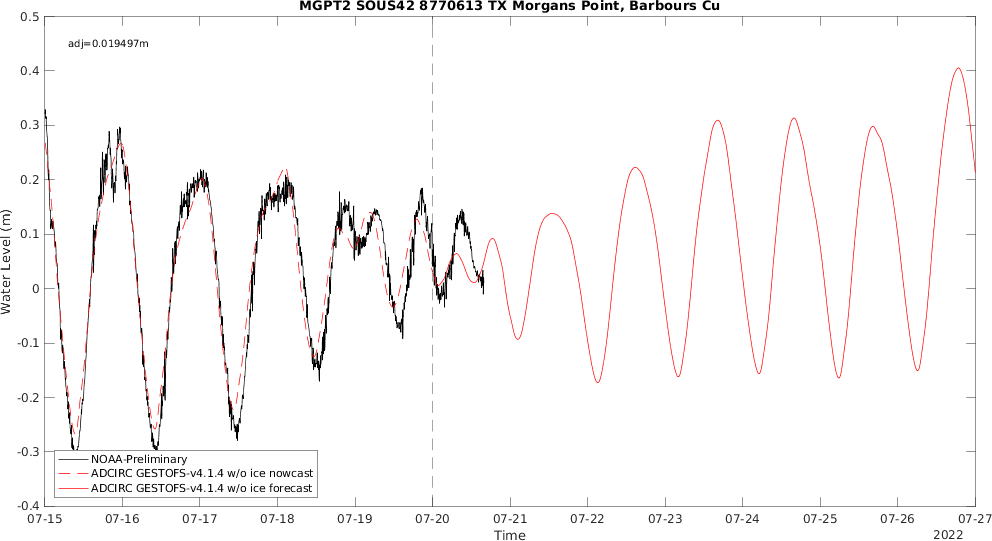 MGPT2 SOUS42 8770613 TX Morgans Point, Barbours Cu
adj=0.019497m
0.5
0.4
0.3
0.2
0.1
0
-0.1
-0.2
-0.3
-0.4
Water Level (m)
NOAA-Preliminary
ADCIRC GESTOFS-v4.1.4 w/o ice nowcast
ADCIRC GESTOFS-v4.1.4 w/o ice forecast
07-15 07-16 07-17 07-18 07-19 07-20 07-21 07-22 07-23 07-24 07-25 07-26 07-27
Time
2022